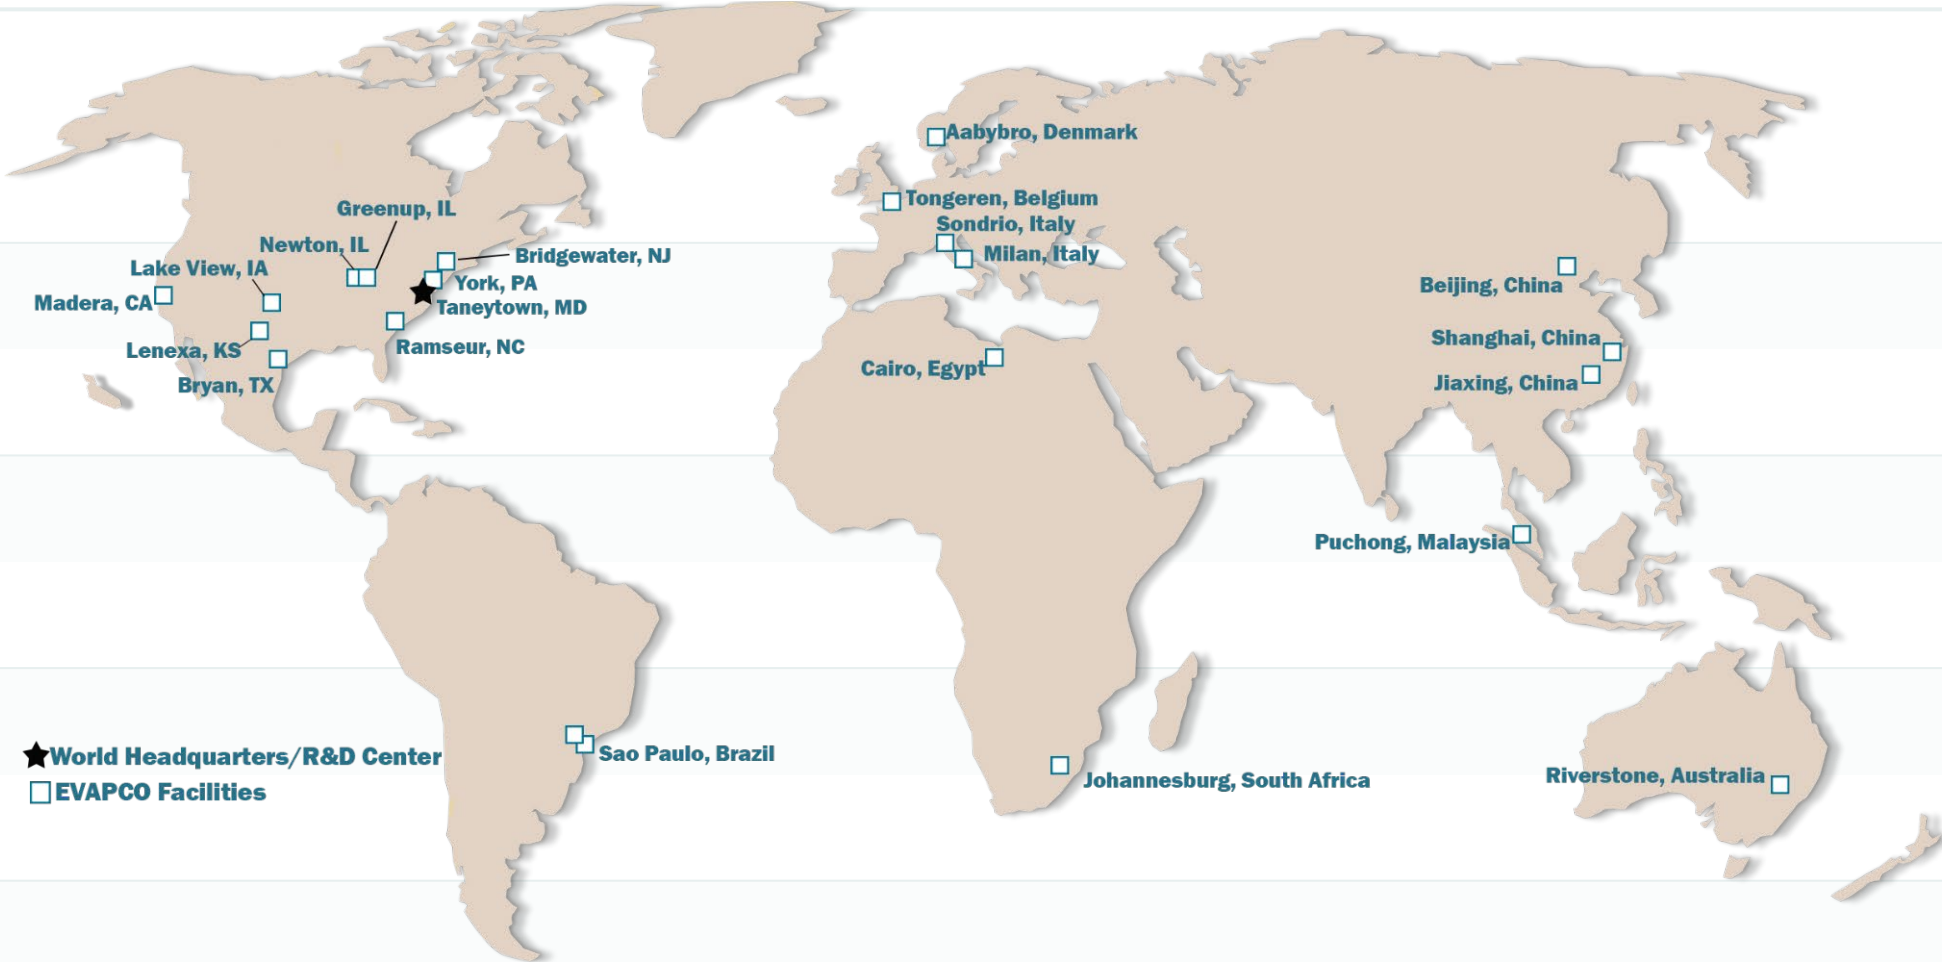 Aabybro, Denmark
Tongeren, Belgium
Greenup, IL
Sondrio, Italy
Newton, IL
Bridgewater, NJ
Milan, Italy
Lake View, IA
York, PA
Beijing, China
Madera, CA
Taneytown, MD
Shanghai, China
Lenexa, KS
Ramseur, NC
Cairo, Egypt
Bryan, TX
Jiaxing, China
Puchong, Malaysia
World Headquarters/R&D Center
Sao Paulo, Brazil
Johannesburg, South Africa
Riverstone, Australia
EVAPCO Facilities